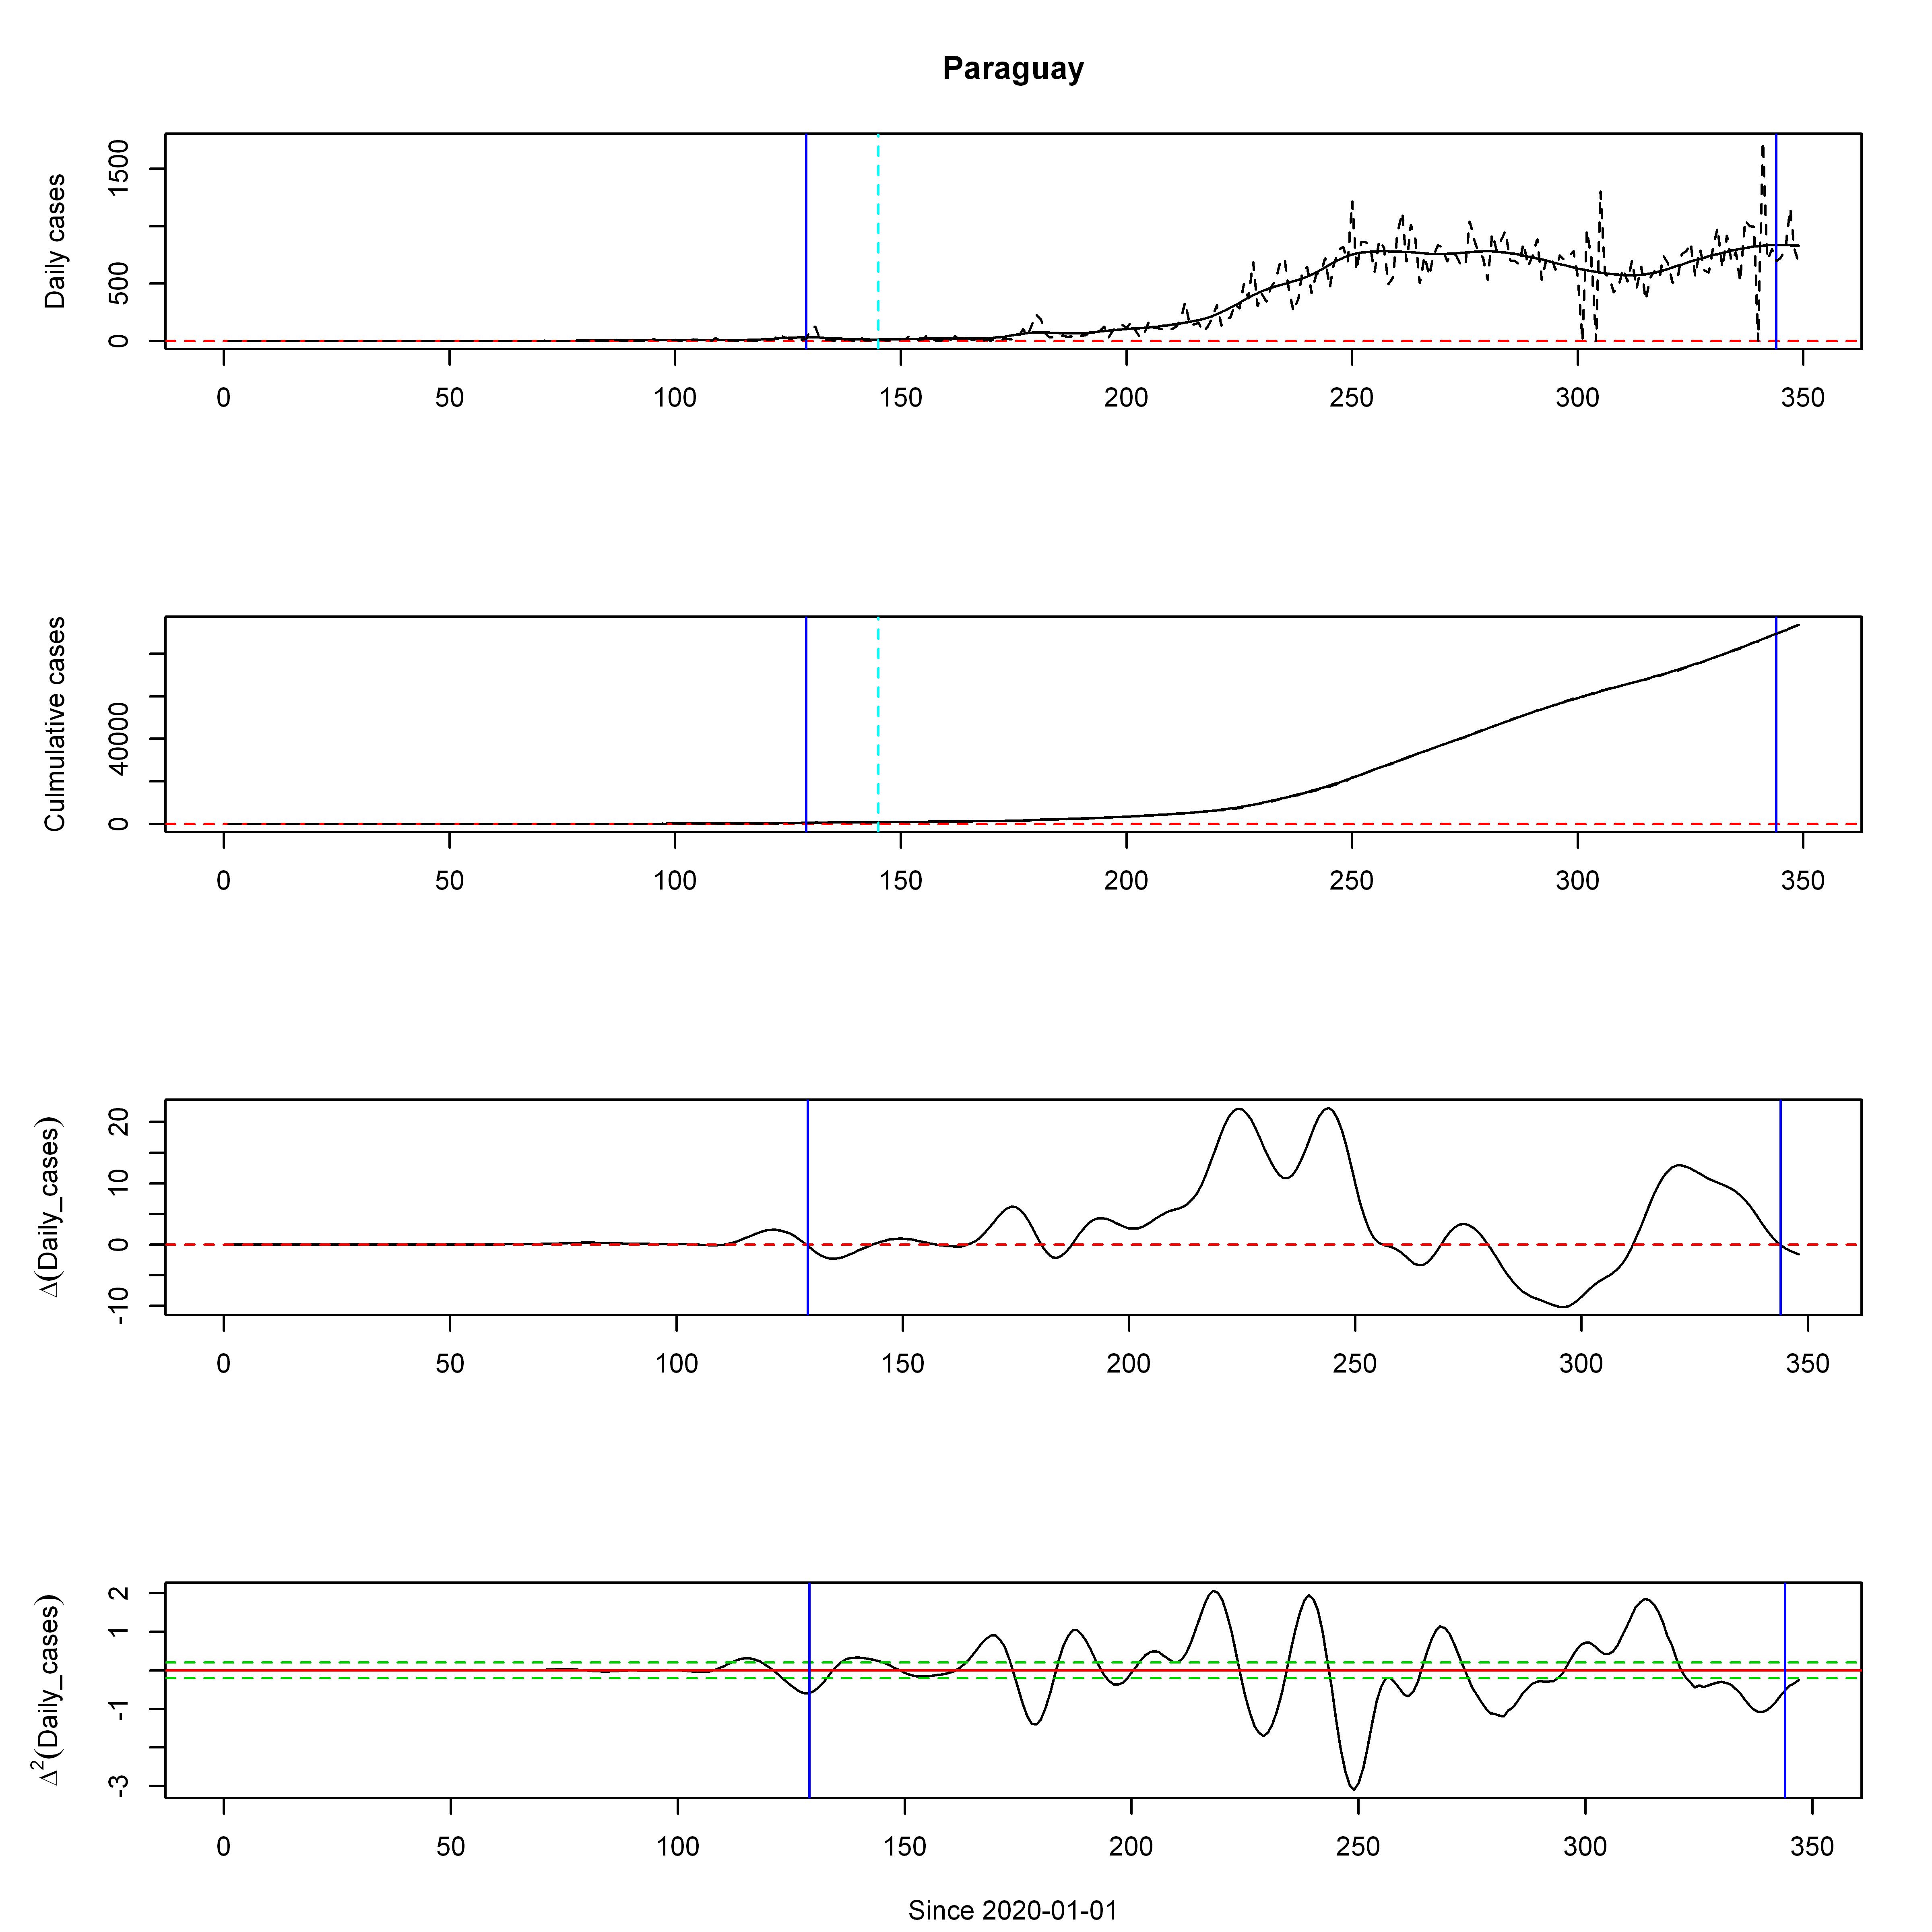 Paraguay
Daily cases
0 500 1500
0 50 100 150 200 250 300 350
Culmulative cases
0 40000
0 50 100 150 200 250 300 350
Δ(Daily_cases)
-10 0 10 20
0 50 100 150 200 250 300 350
Δ²(Daily_cases)
-3 -1 1 2
0 50 100 150 200 250 300 350
Since 2020-01-01